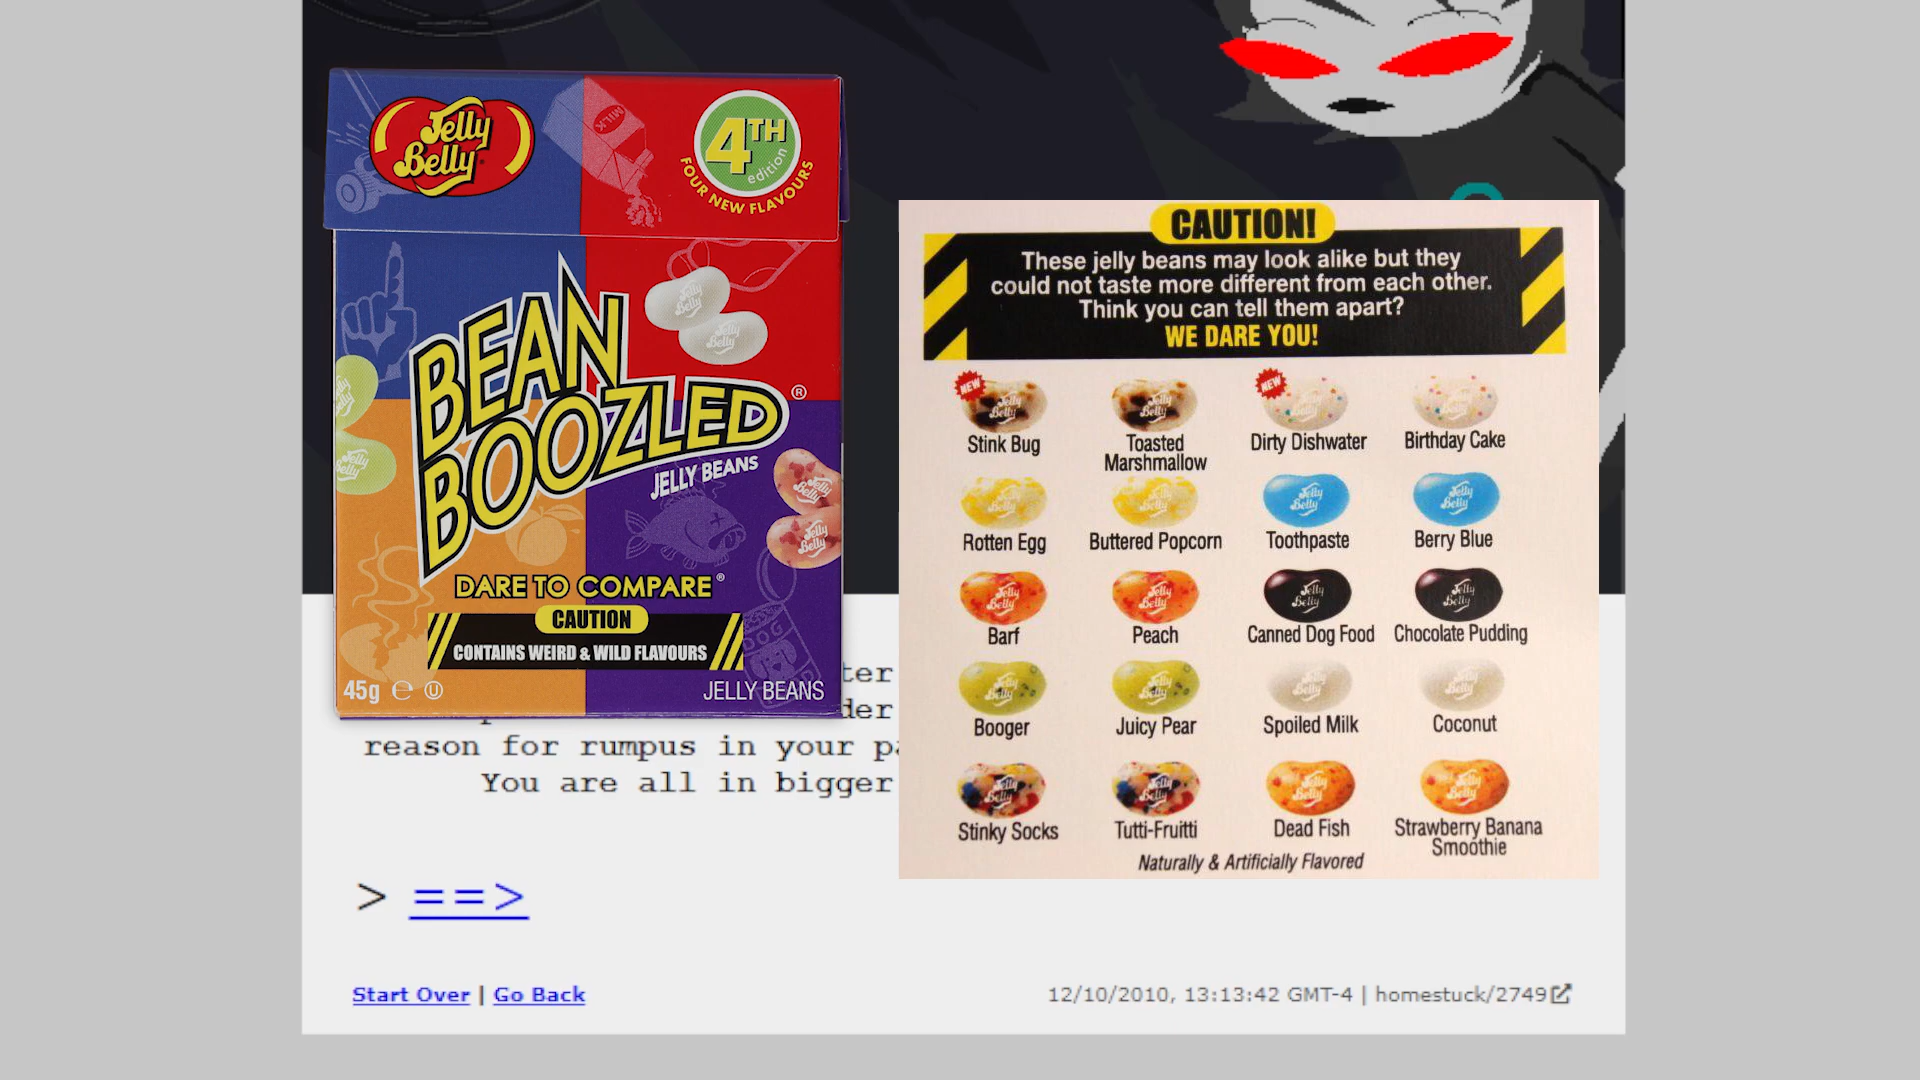 Jelly
Belly
MILK
4TH
edition
FOUR NEW FLAVOURS
BEAN
BOOZLED®
JELLY BEANS
DARE TO COMPARE®
CAUTION
CONTAINS WEIRD & WILD FLAVOURS
DOG
45g e U
JELLY BEANS
CAUTION!
These jelly beans may look alike but they
could not taste more different from each other.
Think you can tell them apart?
WE DARE YOU!
NEW NEW
Stink Bug Toasted Marshmallow Dirty Dishwater Birthday Cake
Rotten Egg Buttered Popcorn Toothpaste Berry Blue
Barf Peach Canned Dog Food Chocolate Pudding
Booger Juicy Pear Spoiled Milk Coconut
Stinky Socks Tutti-Fruitti Dead Fish Strawberry Banana Smoothie
Naturally & Artificially Flavored
reason for rumpus in your
You are all in bigger
> ==>
Start Over | Go Back
12/10/2010, 13:13:42 GMT-4 | homestuck/2749